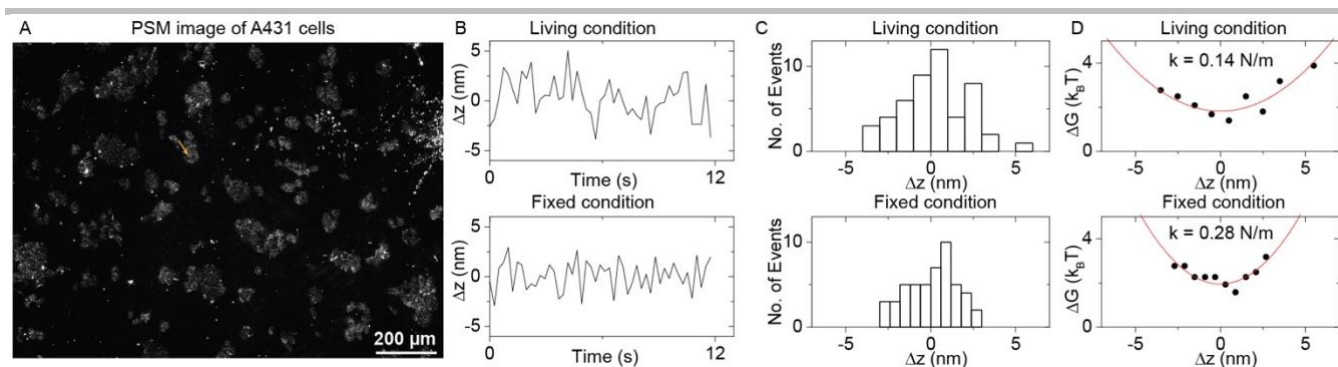 A PSM image of A431 cells
200 µm
B Living condition
Δz (nm)
5
0
-5
0 Time (s) 12
Fixed condition
Δz (nm)
5
0
-5
0 Time (s) 12
C Living condition
No. of Events
10
0
-5 0 5
Δz (nm)
Fixed condition
No. of Events
10
0
-5 0 5
Δz (nm)
D Living condition
k = 0.14 N/m
ΔG (kBT)
4
0
-5 0 5
Δz (nm)
Fixed condition
k = 0.28 N/m
ΔG (kBT)
4
0
-5 0 5
Δz (nm)